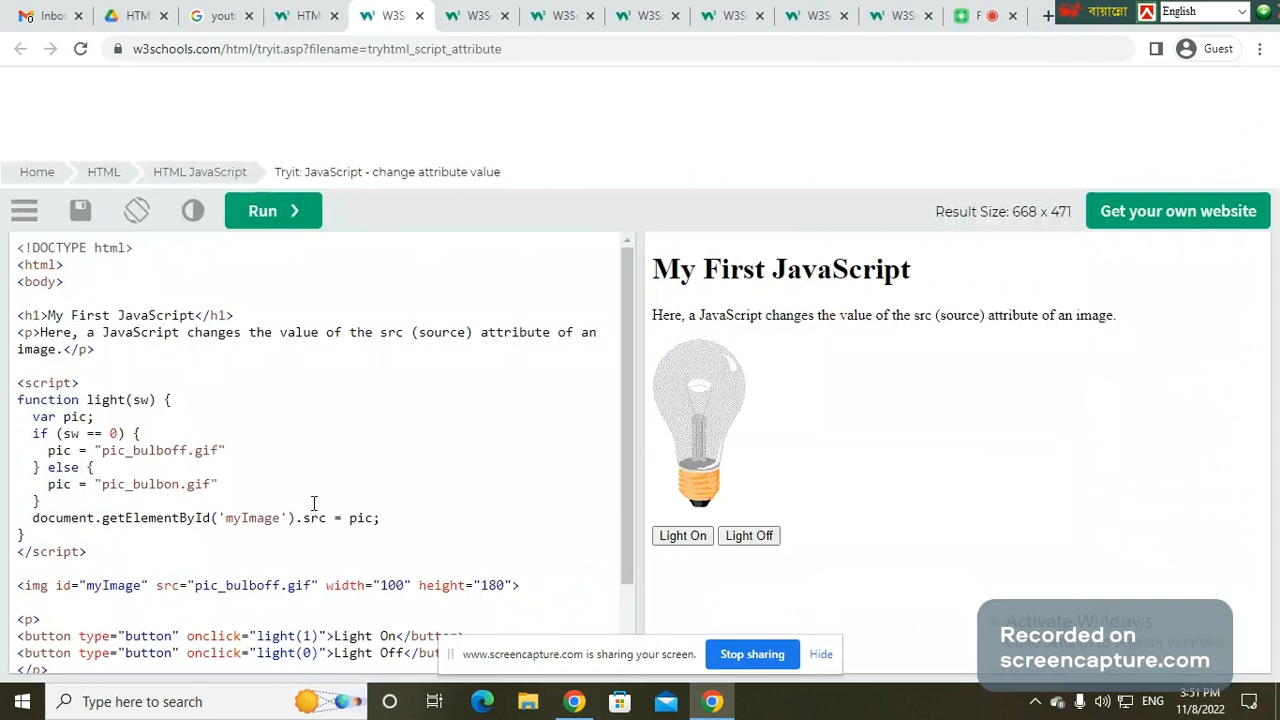 Inbo
HTM
youtu
TML
W3S
W3S
W3S
W3S
W3S
W3S
W3S
F
বায়ান্নো
English
w3schools.com/html/tryit.asp?filename=tryhtml_script_attribute
Guest
Home
HTML
HTML JavaScript
Tryit: JavaScript - change attribute value
Run
Result Size: 668 x 471
Get your own website
<!DOCTYPE html>
<html>
<body>
<h1>My First JavaScript</h1>
<p>Here, a JavaScript changes the value of the src (source) attribute of an
image.</p>
<script>
function light(sw) {
var pic;
if (sw == 0) {
pic = "pic_bulboff.gif"
} else {
pic = "pic_bulbon.gif"
}
document.getElementById('myImage').src = pic;
}
</script>
<img id="myImage" src="pic_bulboff.gif" width="100" height="180">
<p>
<button type="button" onclick="light(1)">Light On</button>
<button type="button" onclick="light(0)">Light Off</but
</p>
My First JavaScript
Here, a JavaScript changes the value of the src (source) attribute of an image.
Light On
Light Off
Activate Windows
Recorded on
screencapture.com
www.screencapture.com is sharing your screen.
Stop sharing
Hide
Type here to search
ENG
3:51 PM
11/8/2022